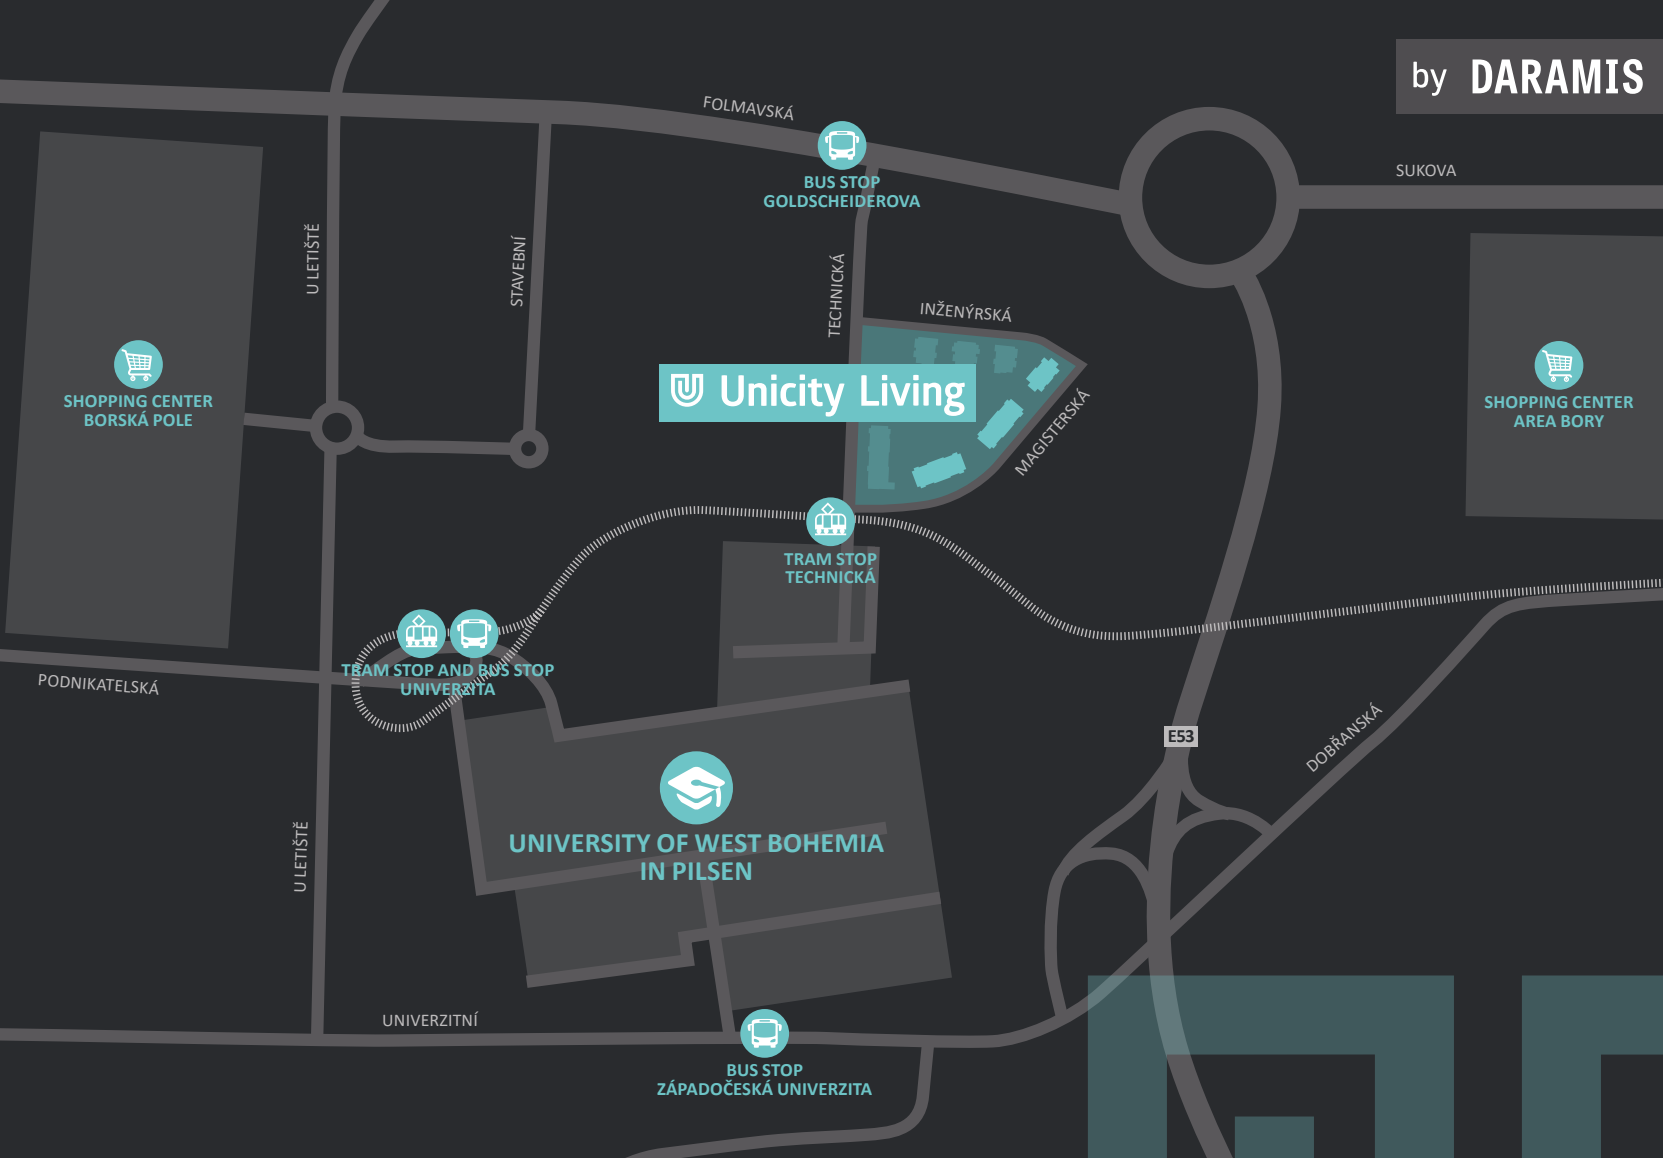 by DARAMIS
FOLMAVSKÁ
BUS STOP
GOLDSCHEIDEROVA
SUKOVA
U LETIŠTĚ
STAVEBNÍ
TECHNICKÁ
INŽENÝRSKÁ
Unicity Living
MAGISTERSKÁ
SHOPPING CENTER
BORSKÁ POLE
SHOPPING CENTER
AREA BORY
TRAM STOP
TECHNICKÁ
TRAM STOP AND BUS STOP
UNIVERZITA
PODNIKATELSKÁ
E53
DOBŘANSKÁ
UNIVERSITY OF WEST BOHEMIA
IN PILSEN
U LETIŠTĚ
UNIVERZITNÍ
BUS STOP
ZÁPADOČESKÁ UNIVERZITA